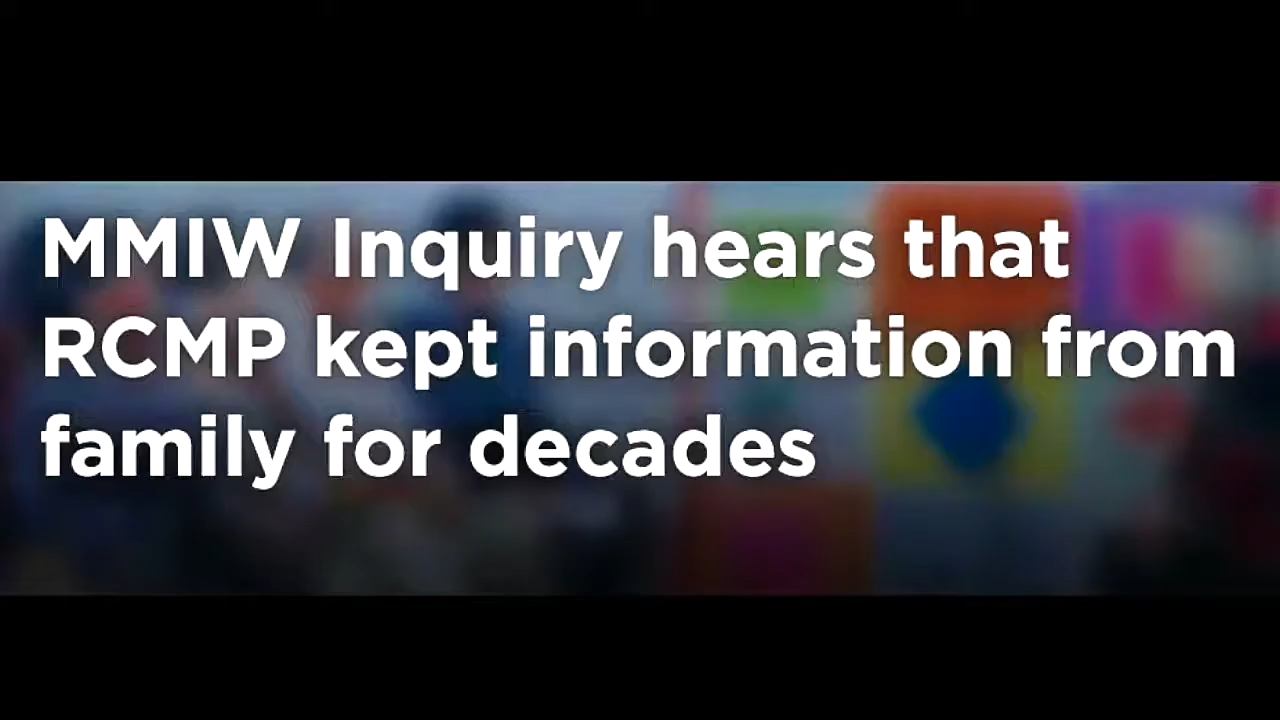 MMIW Inquiry hears that
RCMP kept information from
family for decades